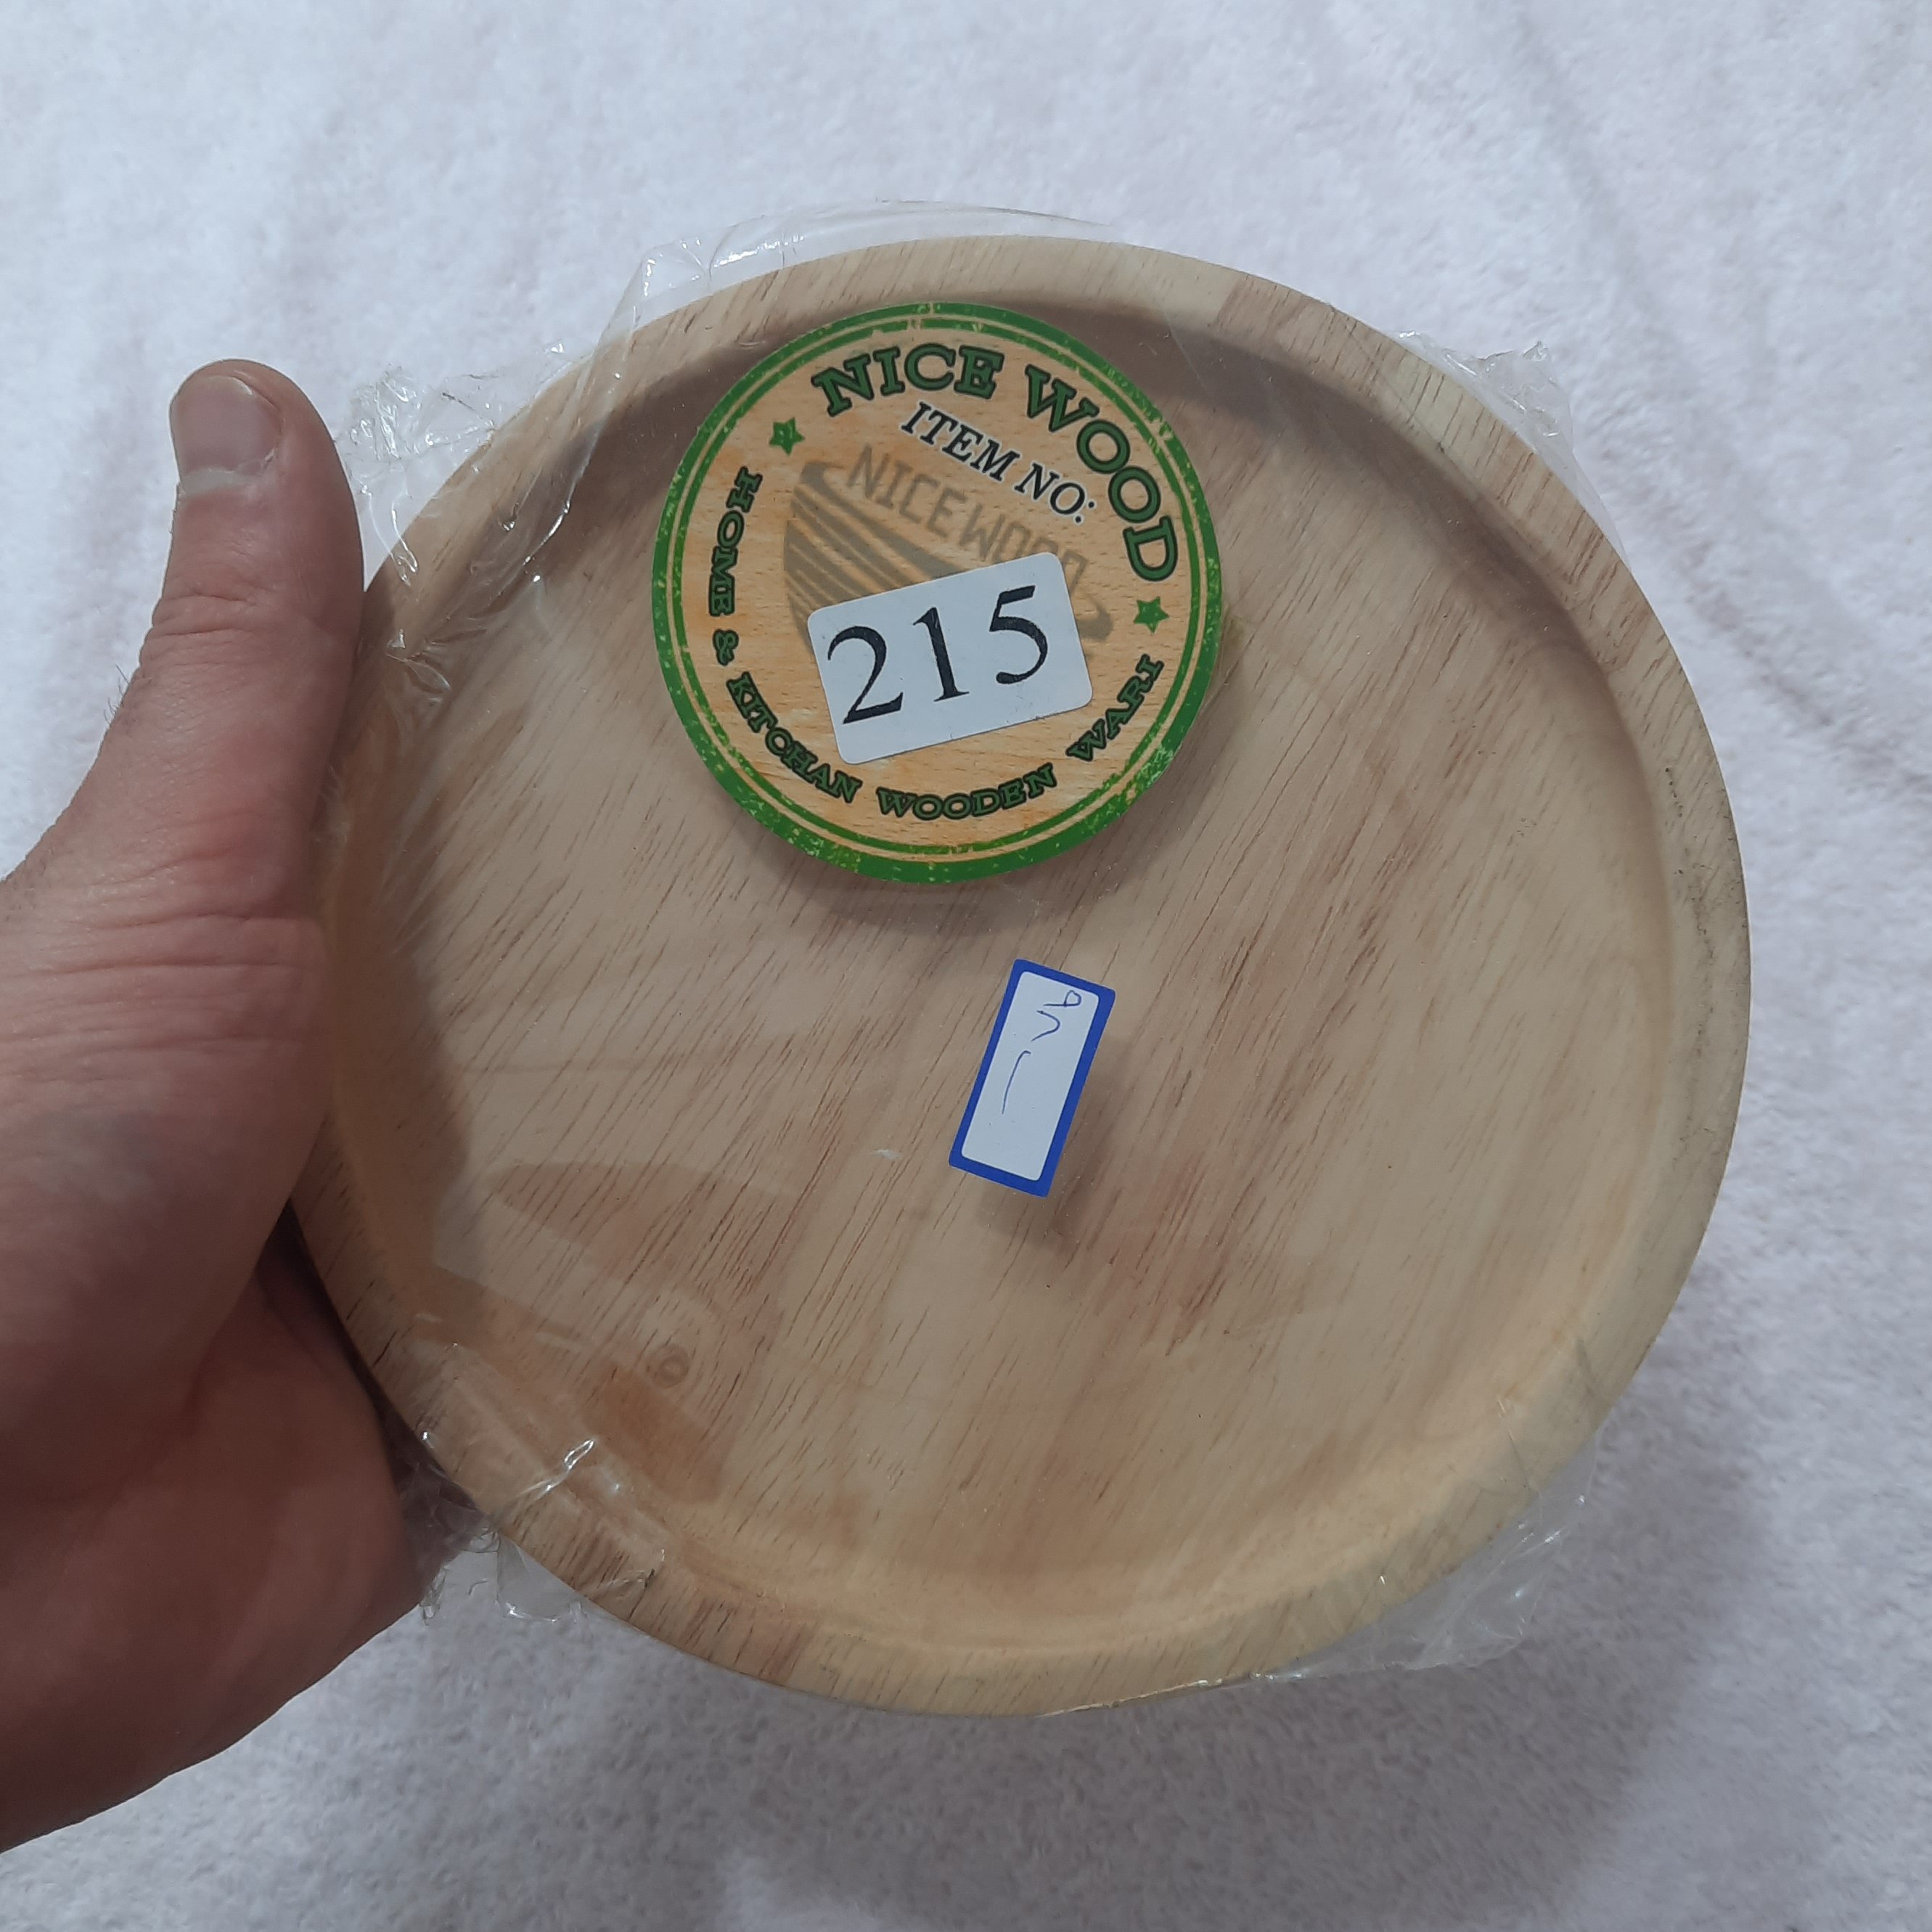 NICE WOOD
ITEM NO:
NICE WOOD
215
HOME & KITCHAN WOODEN WARI